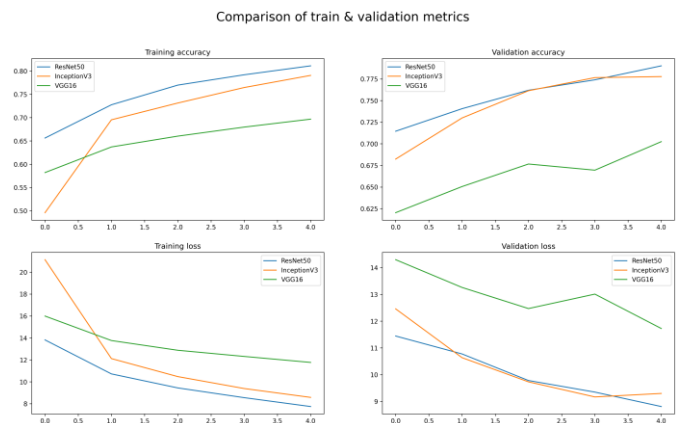 Comparison of train & validation metrics
Training accuracy
ResNet50
InceptionV3
VGG16
0.80
0.75
0.70
0.65
0.60
0.55
0.50
0.0 0.5 1.0 1.5 2.0 2.5 3.0 3.5 4.0
Validation accuracy
ResNet50
InceptionV3
VGG16
0.775
0.750
0.725
0.700
0.675
0.650
0.625
0.0 0.5 1.0 1.5 2.0 2.5 3.0 3.5 4.0
Training loss
ResNet50
InceptionV3
VGG16
20
18
16
14
12
10
8
0.0 0.5 1.0 1.5 2.0 2.5 3.0 3.5 4.0
Validation loss
ResNet50
InceptionV3
VGG16
14
13
12
11
10
9
0.0 0.5 1.0 1.5 2.0 2.5 3.0 3.5 4.0